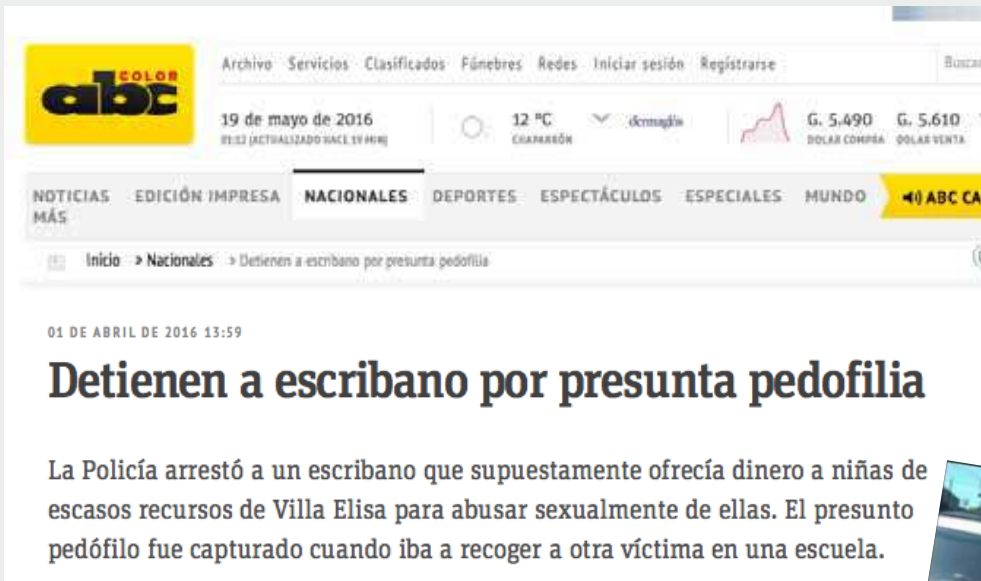 COLOR
abc
Archivo Servicios Clasificados Fúnebres Redes Iniciar sesión Registrarse
19 de mayo de 2016
12 ºC
G. 5.490 G. 5.610
CHAPARRÓN
DOLAR COMPRA DOLAR VENTA
NOTICIAS EDICIÓN IMPRESA NACIONALES DEPORTES ESPECTÁCULOS ESPECIALES MUNDO ABC CA
MÁS
Inicio > Nacionales > Detienen a escribano por presunta pedofilia
01 DE ABRIL DE 2016 13:59
Detienen a escribano por presunta pedofilia
La Policía arrestó a un escribano que supuestamente ofrecía dinero a niñas de
escasos recursos de Villa Elisa para abusar sexualmente de ellas. El presunto
pedófilo fue capturado cuando iba a recoger a otra víctima en una escuela.